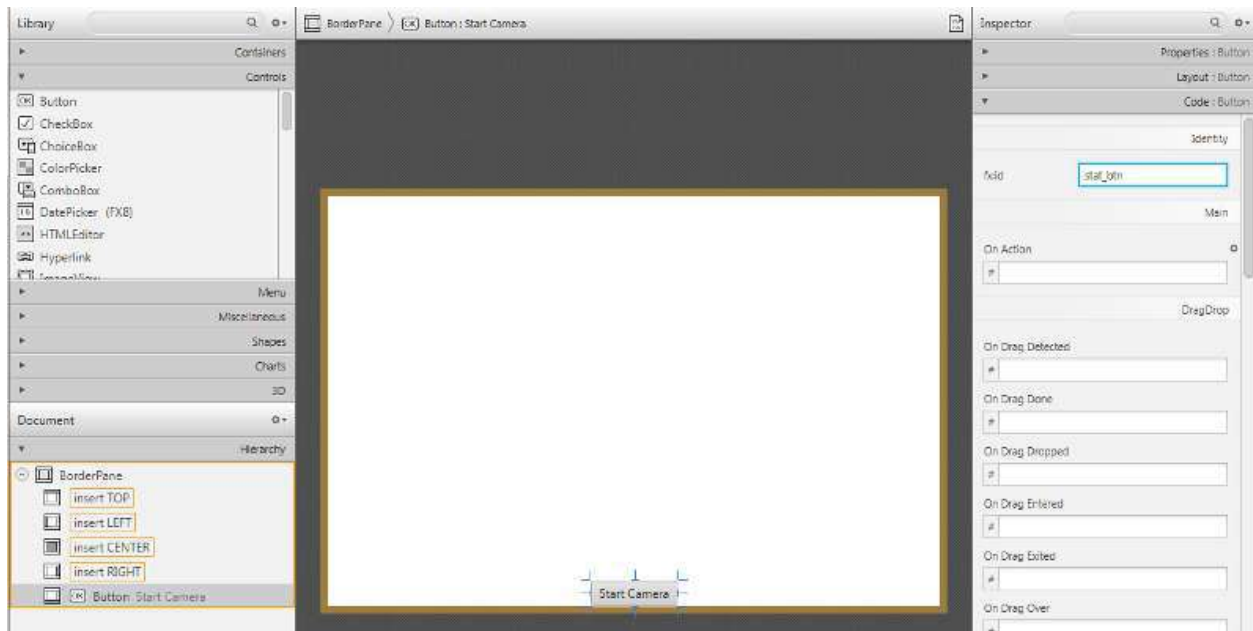 Library
Containers
Controls
Button
CheckBox
ChoiceBox
ColorPicker
ComboBox
DatePicker (FX8)
HTMLEditor
Hyperlink
ImageView
Menu
Miscellaneous
Shapes
Charts
3D
Document
Hierarchy
BorderPane
insert TOP
insert LEFT
insert CENTER
insert RIGHT
Button Start Camera
BorderPane Button : Start Camera
Start Camera
Inspector
Properties : Button
Layout : Button
Code : Button
Identity
fx:id stat_btn
Main
On Action
#
DragDrop
On Drag Detected
#
On Drag Done
#
On Drag Dropped
#
On Drag Entered
#
On Drag Exited
#
On Drag Over
#